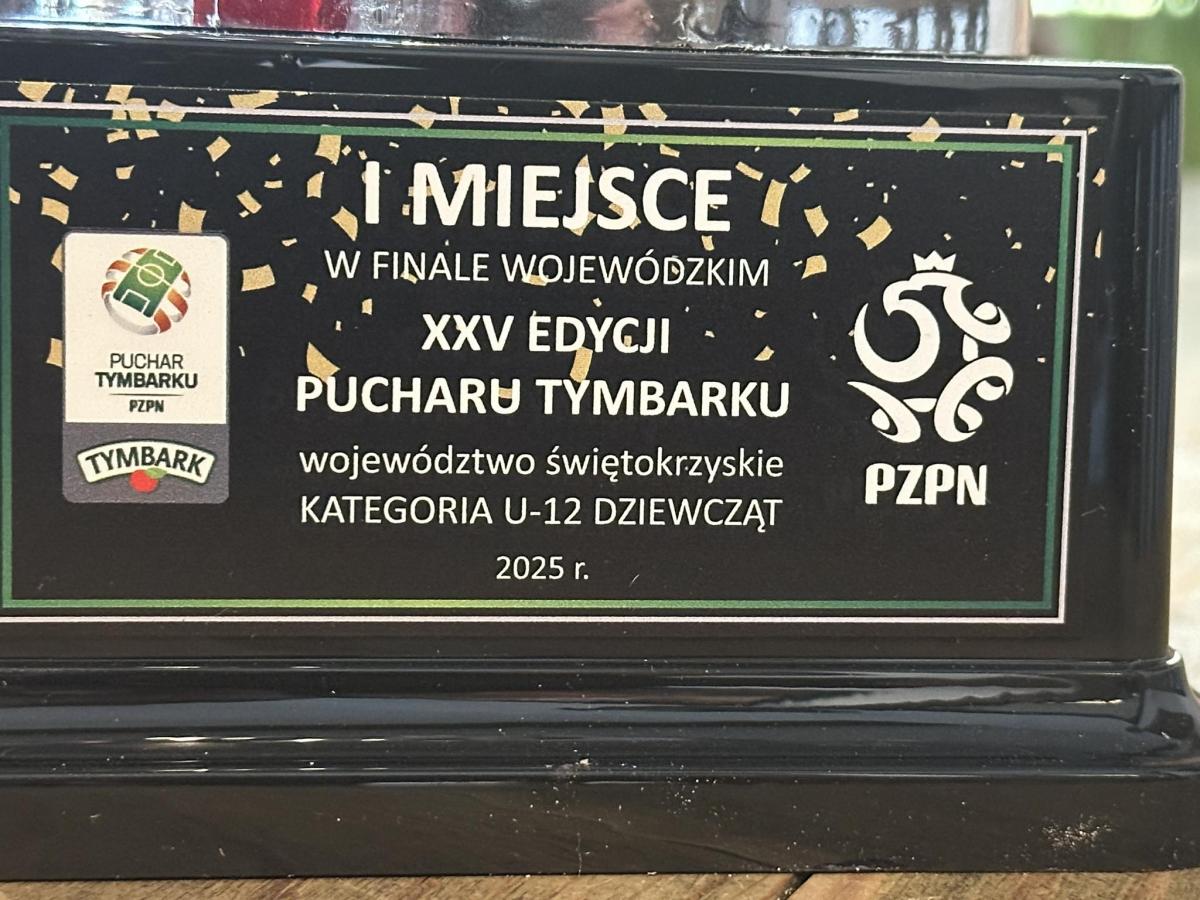 I MIEJSCE
W FINALE WOJEWÓDZKIM
XXV EDYCJI
PUCHARU TYMBARKU
województwo świętokrzyskie
KATEGORIA U-12 DZIEWCZĄT
2025 r.
PUCHAR
TYMBARKU
PZPN
TYMBARK
PZPN